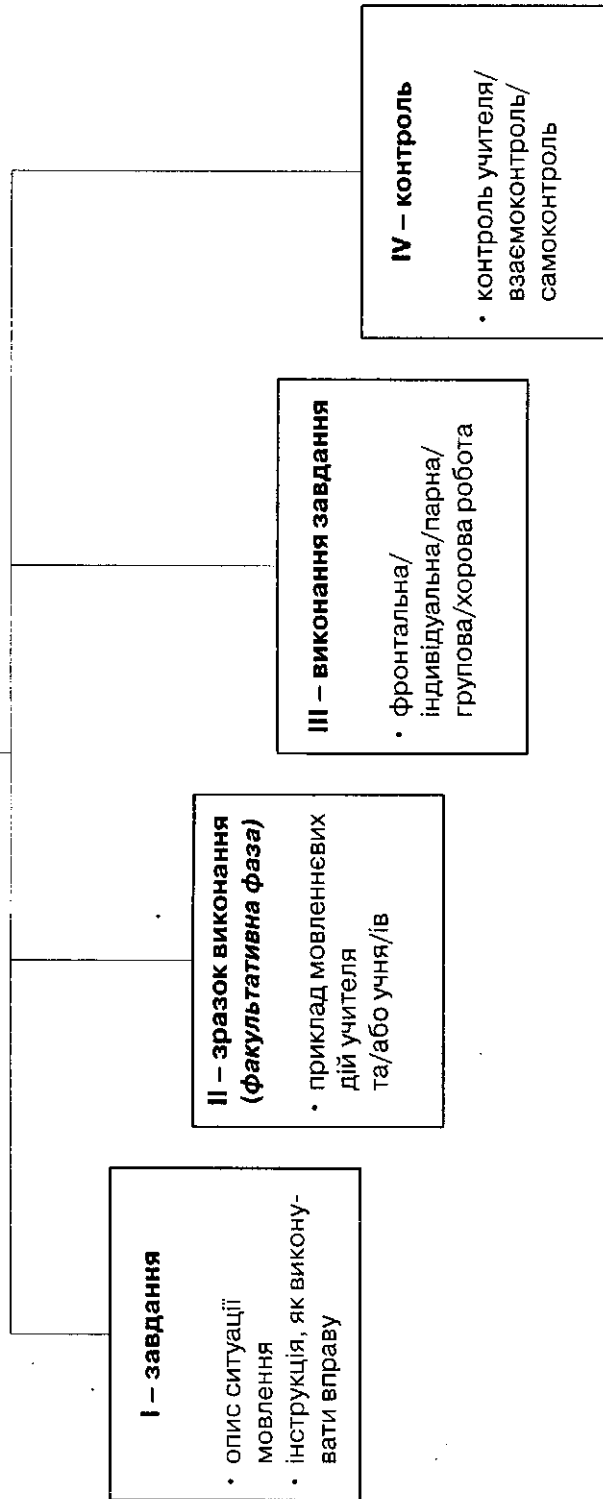 I – завдання
• опис ситуації
мовлення
• інструкція, як викону-
вати вправу
II – зразок виконання
(факультативна фаза)
• приклад мовленнєвих
дій учителя
та/або учня/ів
III – виконання завдання
• фронтальна/
індивідуальна/парна/
групова/хорова робота
IV – контроль
• контроль учителя/
взаємоконтроль/
самоконтроль